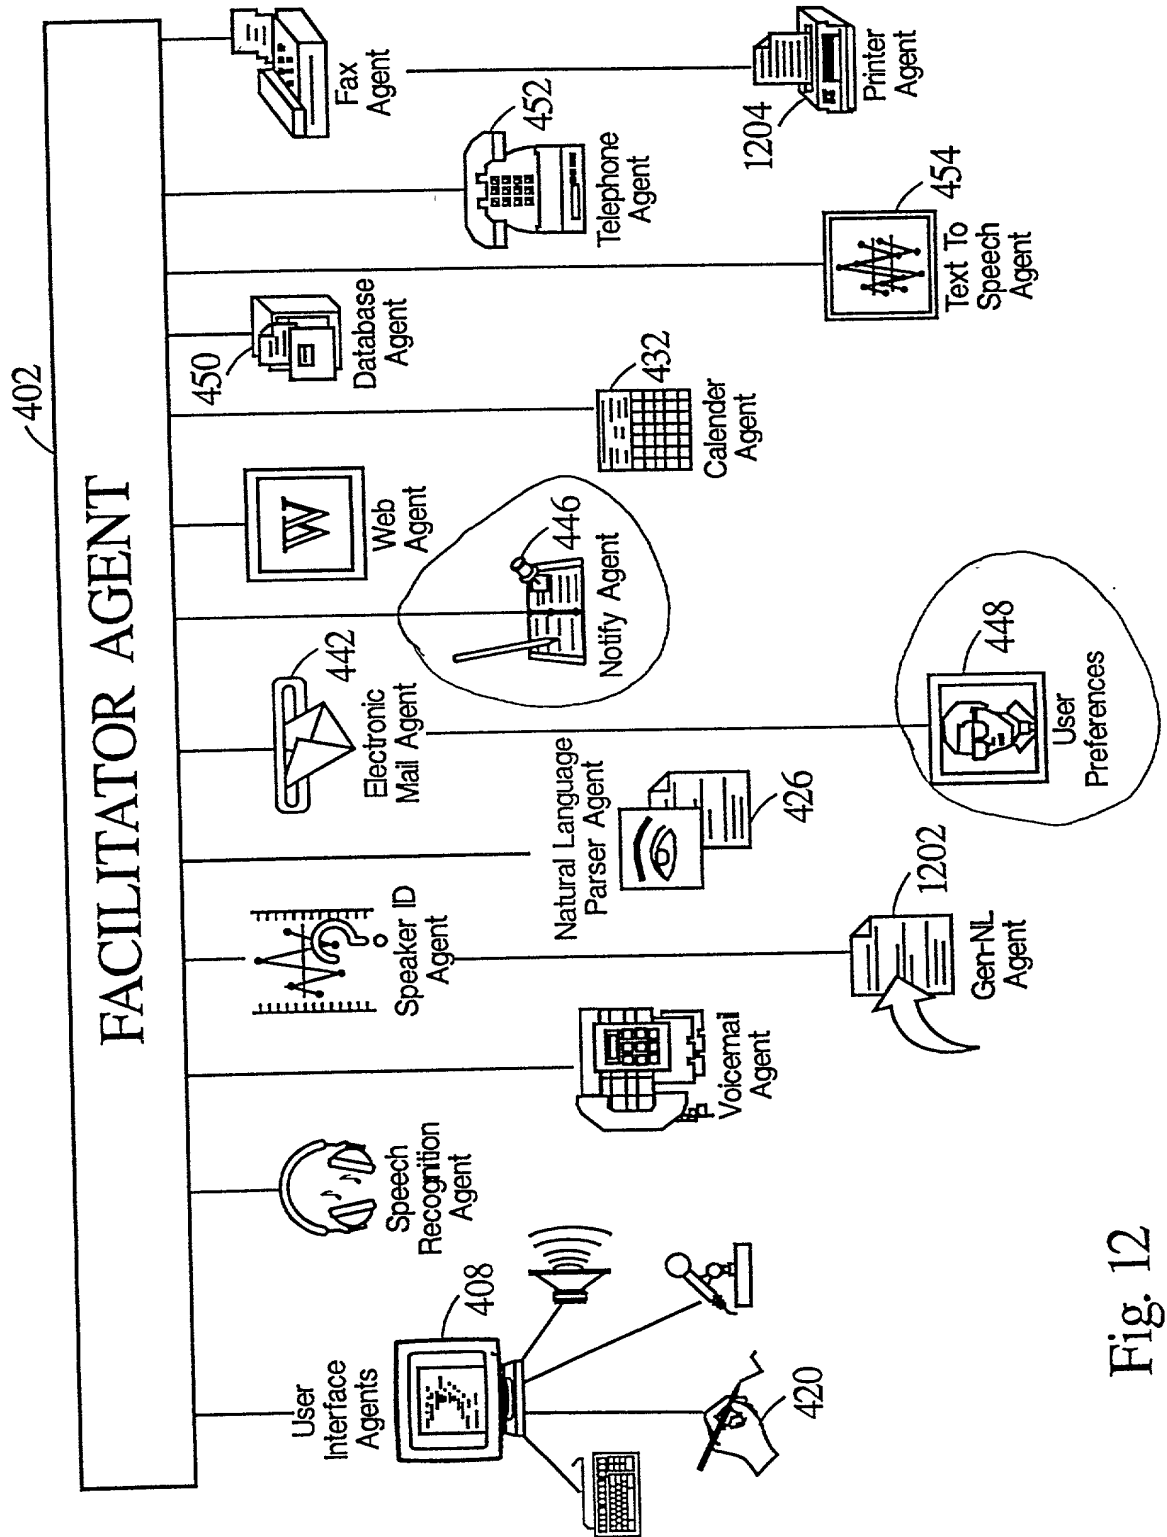 402
FACILITATOR AGENT
User
Interface
Agents
408
420
Speech
Recognition
Agent
Voicemail
Agent
Speaker ID
Agent
1202
Gen-NL
Agent
Natural Language
Parser Agent
426
442
Electronic
Mail Agent
448
User
Preferences
446
Notify Agent
W
Web
Agent
432
Calender
Agent
450
Database
Agent
454
Text To
Speech
Agent
452
Telephone
Agent
Fax
Agent
1204
Printer
Agent
Fig. 12